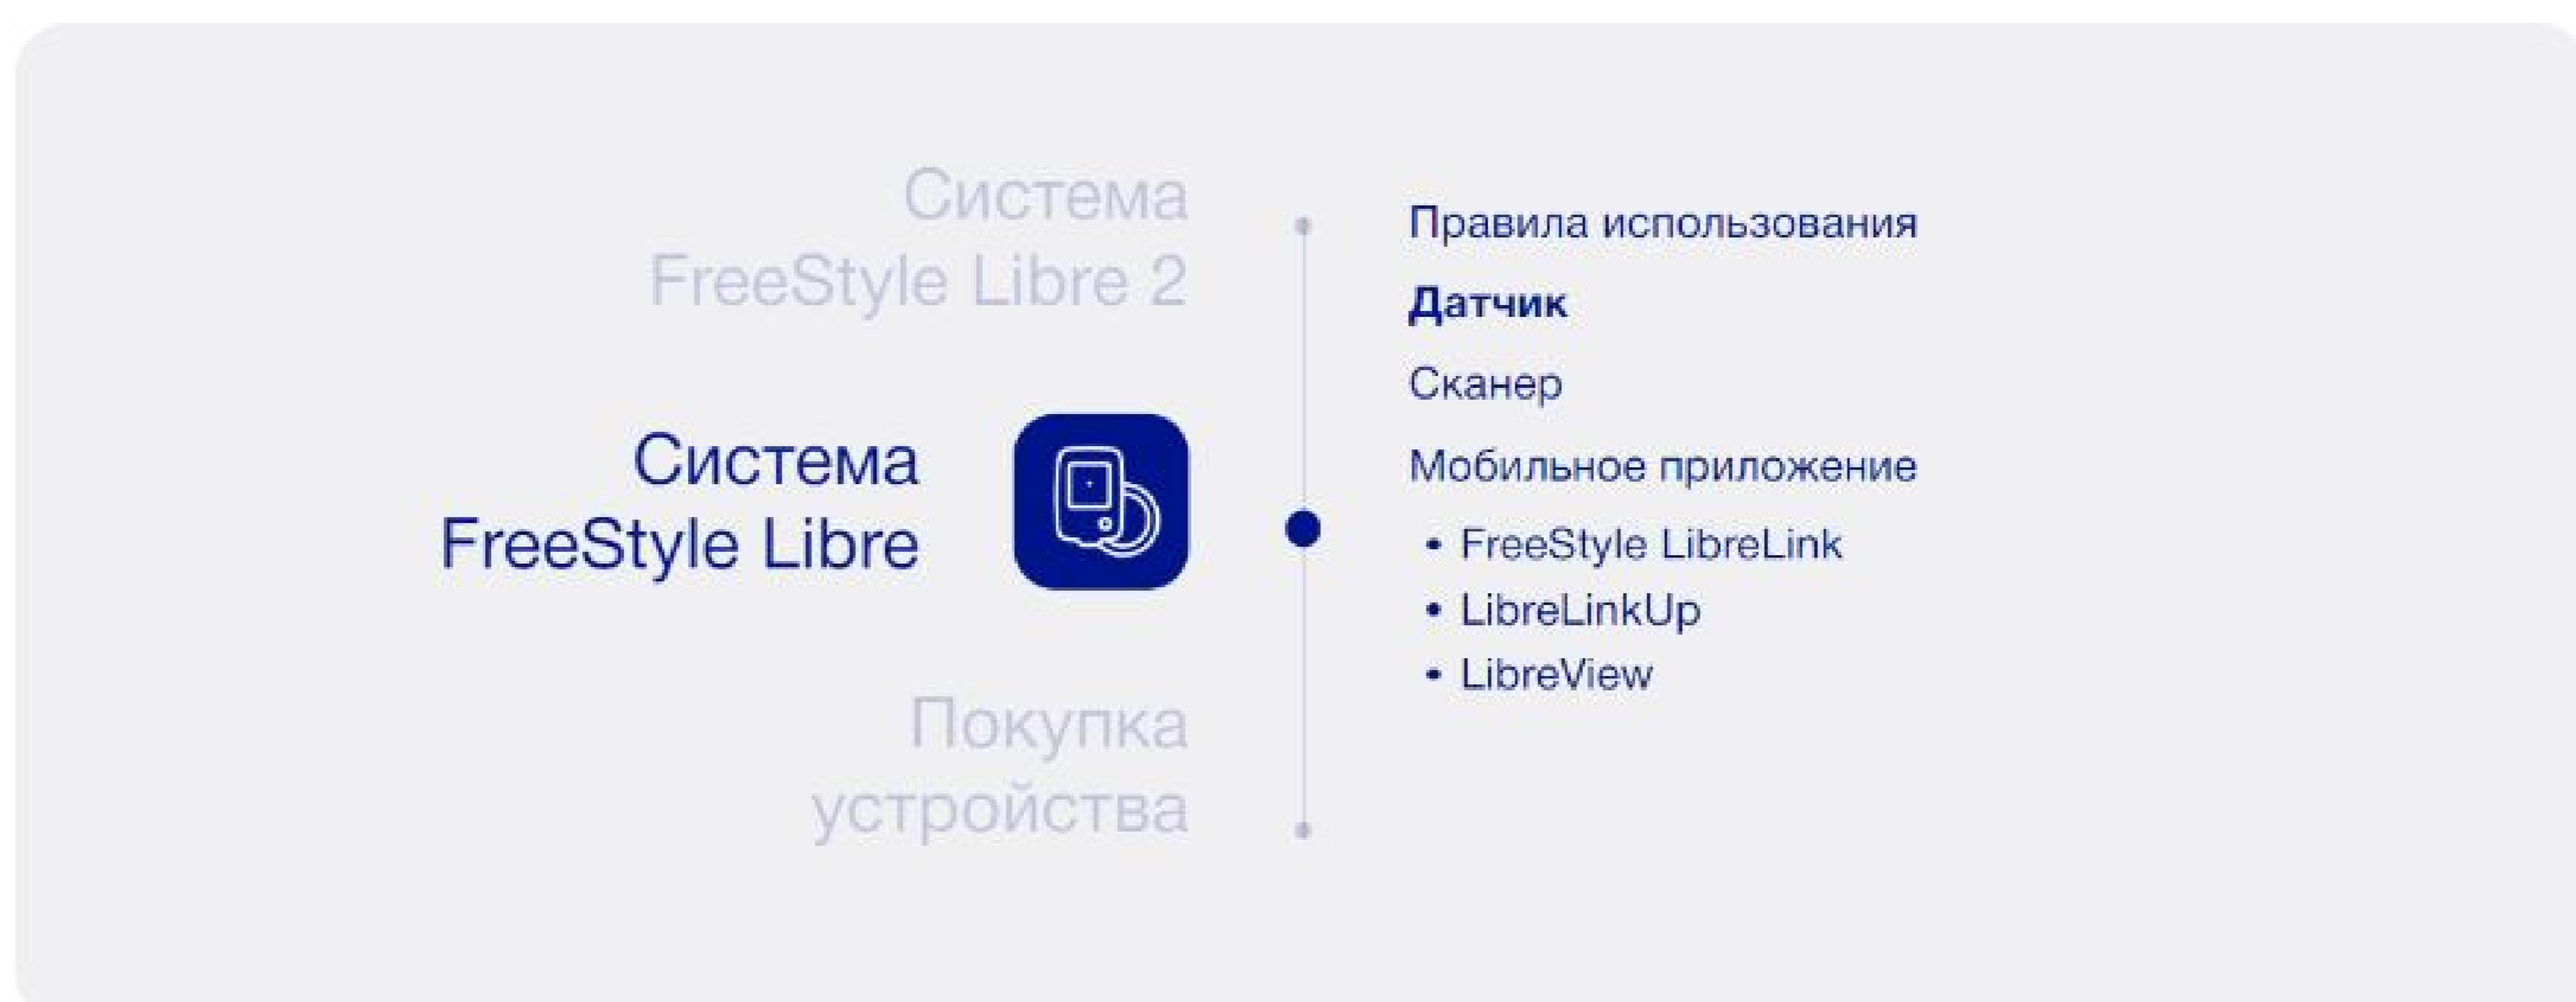 Система
FreeStyle Libre 2
Система
FreeStyle Libre
Покупка
устройства
Правила использования
Датчик
Сканер
Мобильное приложение
• FreeStyle LibreLink
• LibreLinkUp
• LibreView